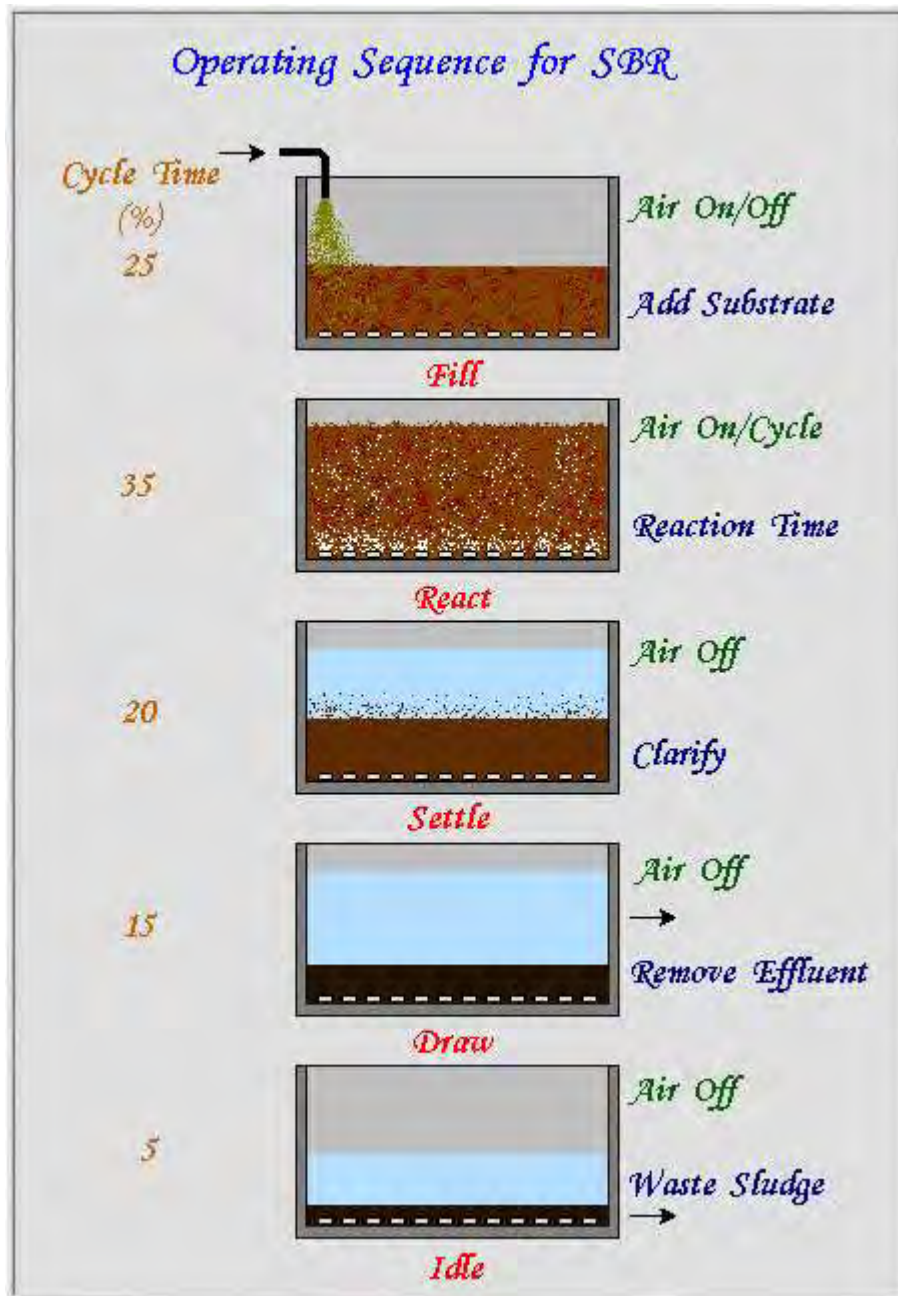 Operating Sequence for SBR
Cycle Time
(%)
25
Air On/Off
Add Substrate
Fill
35
Air On/Cycle
Reaction Time
React
20
Air Off
Clarify
Settle
15
Air Off
Remove Effluent
Draw
5
Air Off
Waste Sludge
Idle